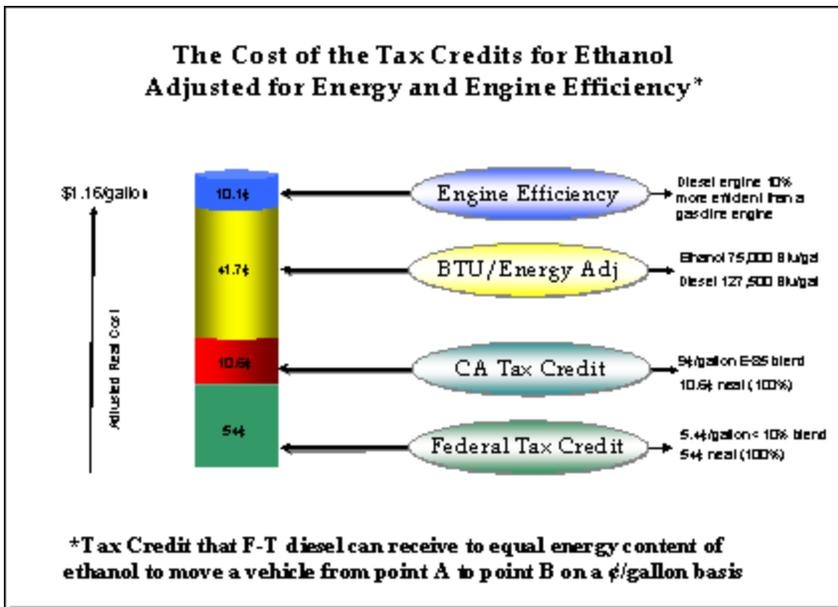 The Cost of the Tax Credits for Ethanol
Adjusted for Energy and Engine Efficiency*
$1.16/gallon
Adjusted Real Cost
10.1¢
41.7¢
10.6¢
54¢
Engine Efficiency
BTU/Energy Adj
CA Tax Credit
Federal Tax Credit
Diesel engine 10%
more efficient than a
gasoline engine
Ethanol 75,000 Btu/gal
Diesel 127,500 Btu/gal
9¢/gallon E-85 blend
10.6¢ neat (100%)
5.4¢/gallon < 10% blend
54¢ neat (100%)
*Tax Credit that F-T diesel can receive to equal energy content of
ethanol to move a vehicle from point A to point B on a ¢/gallon basis